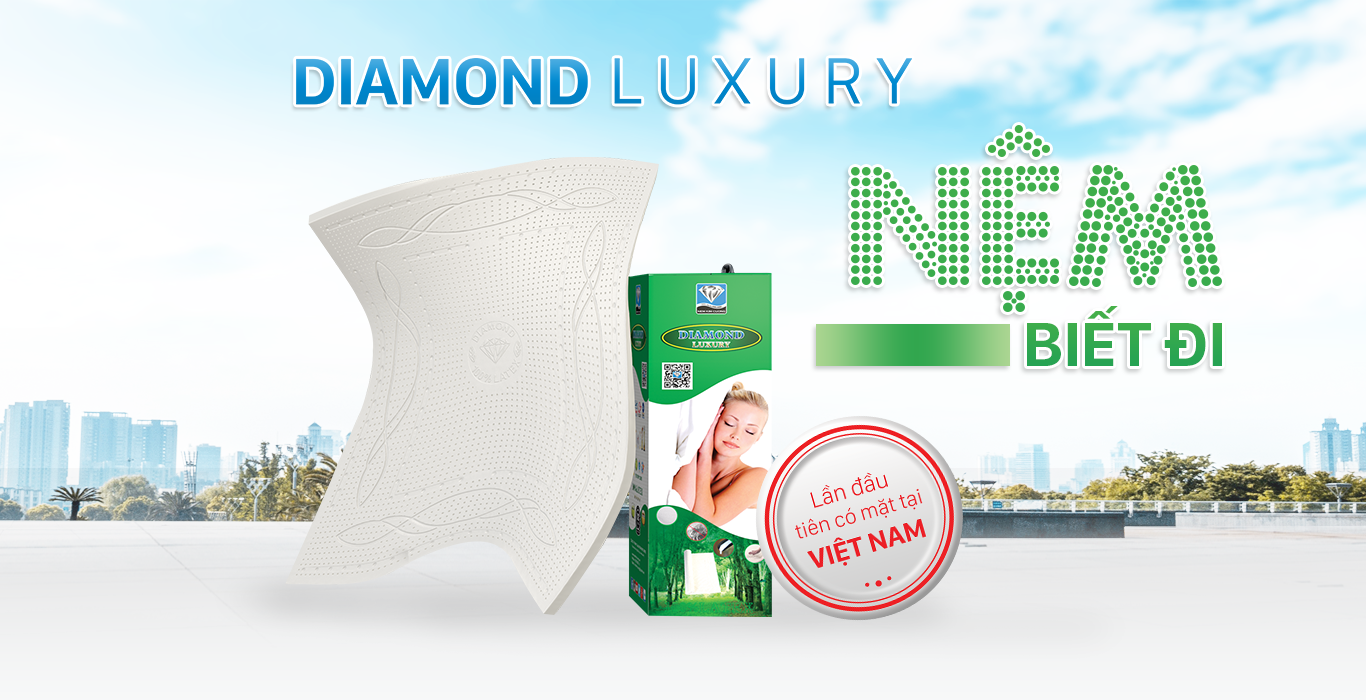 DIAMOND LUXURY
NỆM
BIẾT ĐI
DIAMOND
LUXURY
Lần đầu
tiên có mặt tại
VIỆT NAM